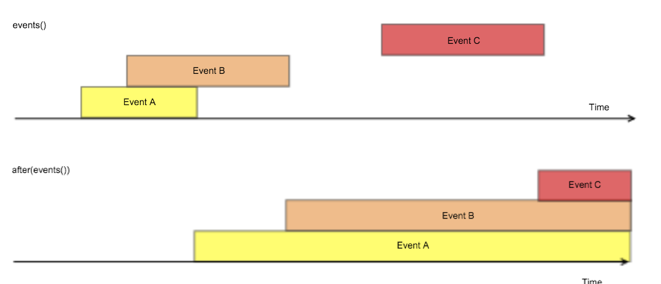 events()
Event C
Event B
Event A
Time
after(events())
Event C
Event B
Event A
Time